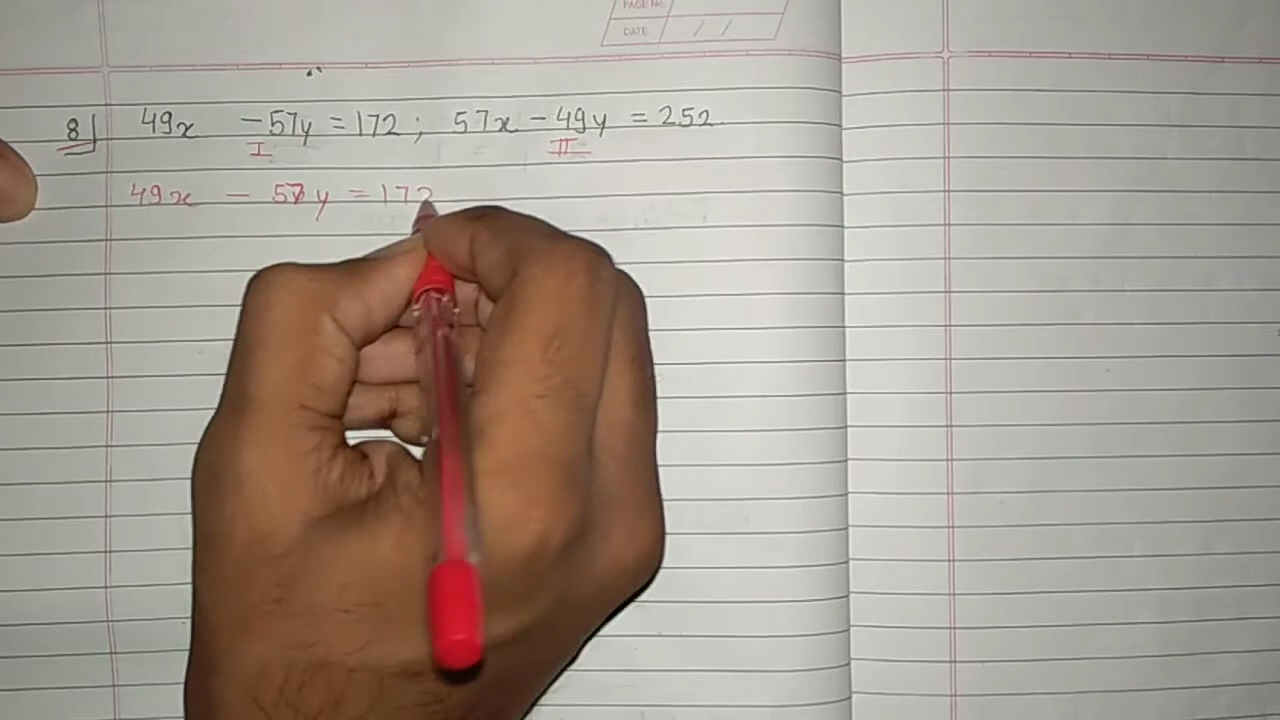 PAGE No.
DATE / /
8] 49x - 57y = 172 ; 57x - 49y = 252.
I II
49x - 57y = 172